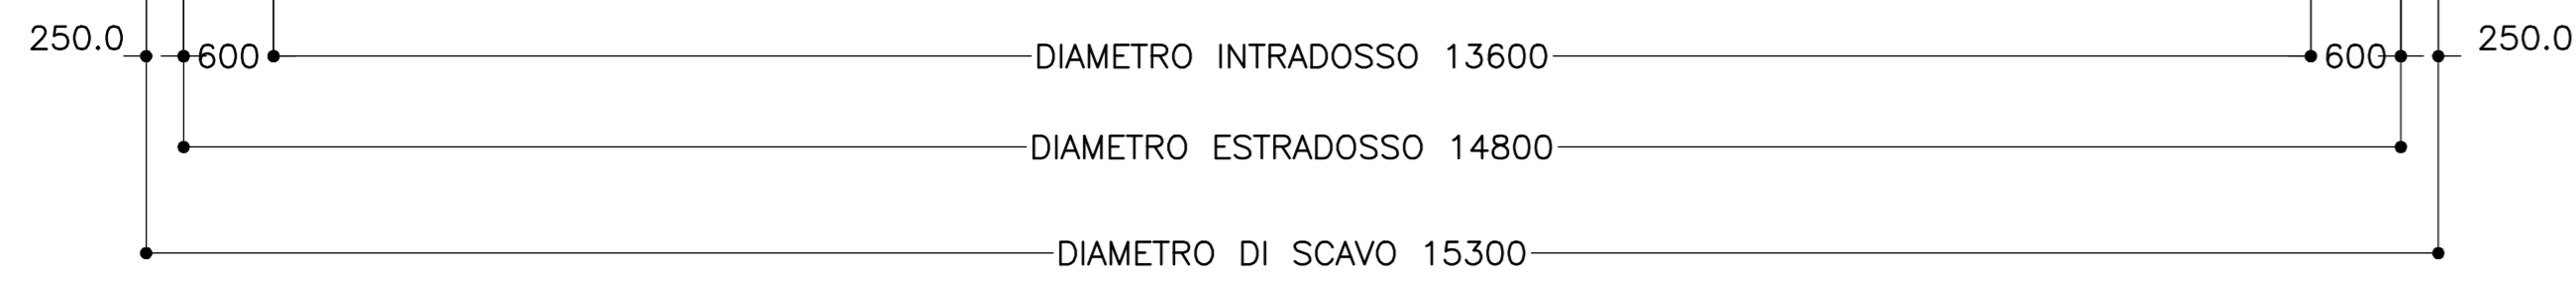 250.0 600 DIAMETRO INTRADOSSO 13600 600 250.0
DIAMETRO ESTRADOSSO 14800
DIAMETRO DI SCAVO 15300